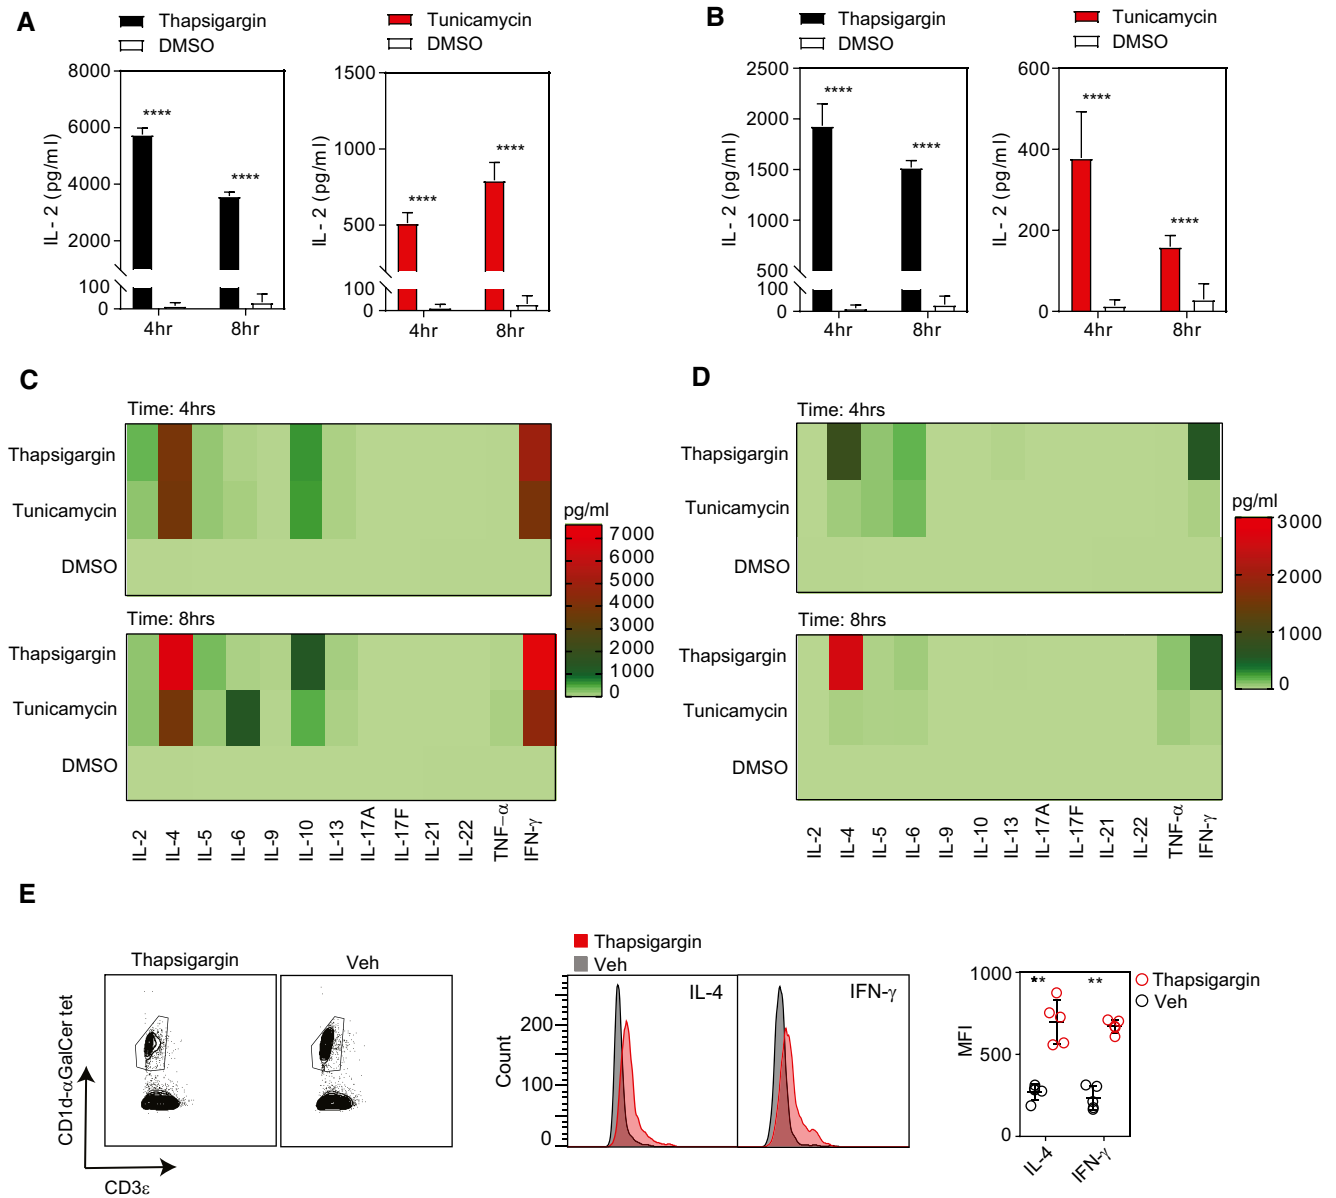 A
Thapsigargin
DMSO
IL- 2 (pg/ml)
8000
6000
4000
2000
100
0
****
****
4hr
8hr
Tunicamycin
DMSO
IL- 2 (pg/ml)
1500
1000
500
100
0
****
****
4hr
8hr
B
Thapsigargin
DMSO
IL- 2 (pg/ml)
2500
2000
1500
1000
500
100
0
****
****
4hr
8hr
Tunicamycin
DMSO
IL- 2 (pg/ml)
600
400
200
0
****
****
4hr
8hr
C
Time: 4hrs
Thapsigargin
Tunicamycin
DMSO
Time: 8hrs
Thapsigargin
Tunicamycin
DMSO
IL-2
IL-4
IL-5
IL-6
IL-9
IL-10
IL-13
IL-17A
IL-17F
IL-21
IL-22
TNF–α
IFN-γ
pg/ml
7000
6000
5000
4000
3000
2000
1000
0
D
Time: 4hrs
Thapsigargin
Tunicamycin
DMSO
Time: 8hrs
Thapsigargin
Tunicamycin
DMSO
IL-2
IL-4
IL-5
IL-6
IL-9
IL-10
IL-13
IL-17A
IL-17F
IL-21
IL-22
TNF-α
IFN-γ
pg/ml
3000
2000
1000
0
E
Thapsigargin
Veh
CD1d-αGalCer tet
CD3ε
Thapsigargin
Veh
IL-4
IFN-γ
Count
200
100
0
MFI
1000
500
0
**
**
IL-4
IFN-γ
Thapsigargin
Veh